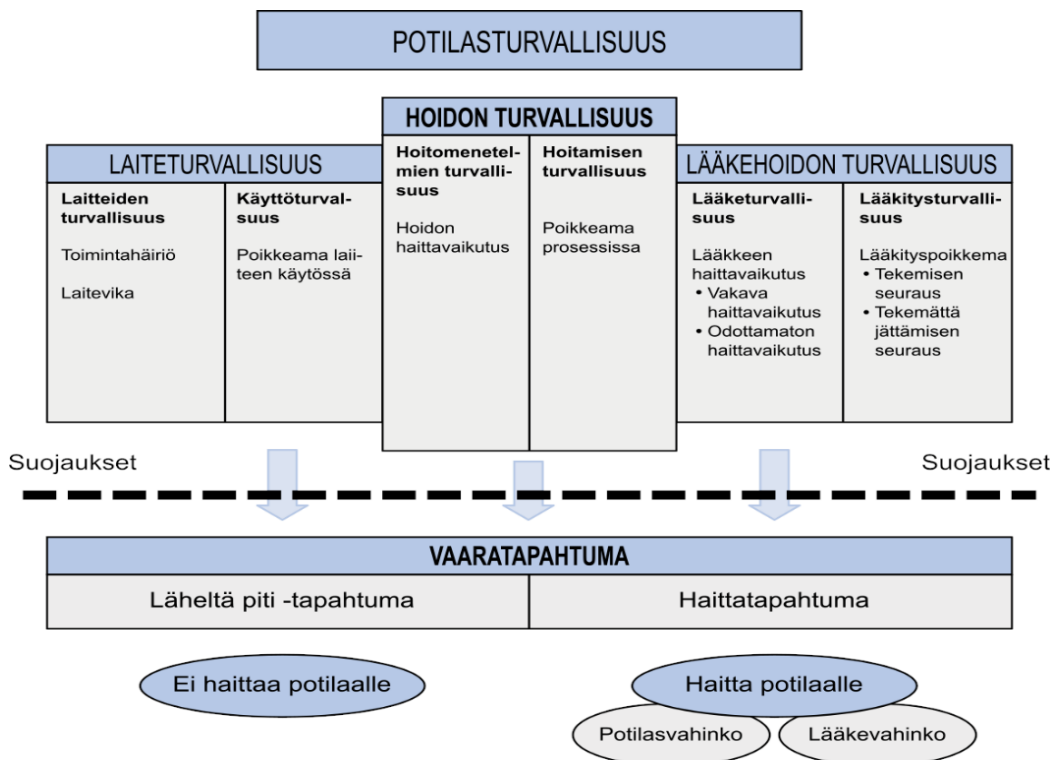 POTILASTURVALLISUUS
HOIDON TURVALLISUUS
Hoitomenetel-
mien turvalli-
suus
Hoidon
haittavaikutus
Hoitamisen
turvallisuus
Poikkeama
prosessissa
LAITETURVALLISUUS
Laitteiden
turvallisuus
Toimintahäiriö
Laitevika
Käyttöturval-
suus
Poikkeama laii-
teen käytössä
LÄÄKEHOIDON TURVALLISUUS
Lääketurvalli-
suus
Lääkkeen
haittavaikutus
• Vakava
haittavaikutus
• Odottamaton
haittavaikutus
Lääkitysturvalli-
suus
Lääkityspoikkema
• Tekemisen
seuraus
• Tekemättä
jättämisen
seuraus
Suojaukset
Suojaukset
VAARATAPAHTUMA
Läheltä piti -tapahtuma
Haittatapahtuma
Ei haittaa potilaalle
Haitta potilaalle
Potilasvahinko
Lääkevahinko